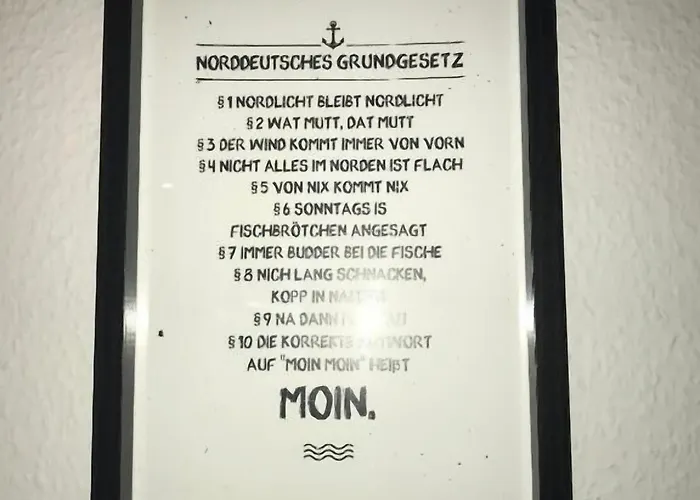 NORDDEUTSCHES GRUNDGESETZ
§1 NORDLICHT BLEIBT NORDLICHT
§2 WAT MUTT, DAT MUTT
§3 DER WIND KOMMT IMMER VON VORN
§4 NICHT ALLES IM NORDEN IST FLACH
§5 VON NIX KOMMT NIX
§6 SONNTAGS IS
FISCHBRÖTCHEN ANGESAGT
§7 IMMER BUDDER BEI DIE FISCHE
§8 NICH LANG SCHNACKEN,
KOPP IN
§9 NA DANN
§10 DIE KORREKTE ANTWORT
AUF "MOIN MOIN" HEIßT
MOIN.